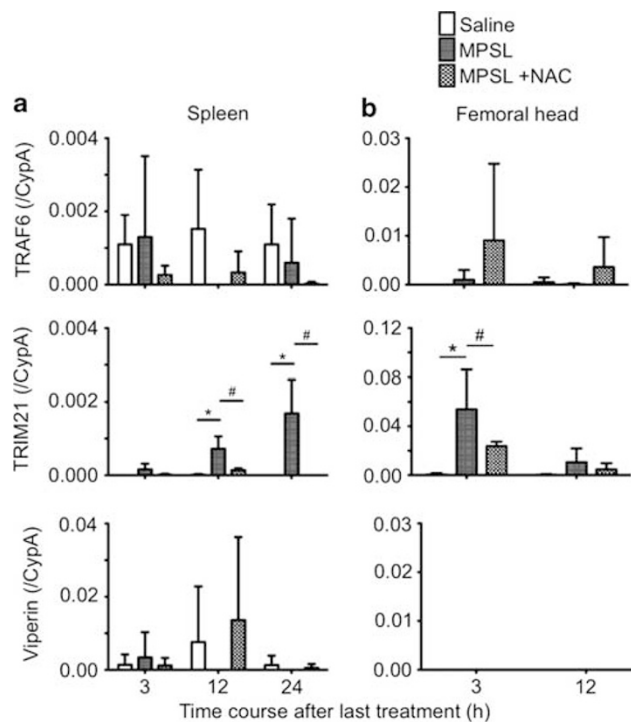 Saline
MPSL
MPSL +NAC
a
b
Spleen
Femoral head
TRAF6 (/CypA)
0.004
0.002
0.000
0.03
0.02
0.01
0.000
TRIM21 (/CypA)
0.004
0.002
0.000
* # * #
0.12
0.08
0.04
0.000
* #
Viperin (/CypA)
0.04
0.02
0.00
0.03
0.02
0.01
0.00
3 12 24
3 12
Time course after last treatment (h)